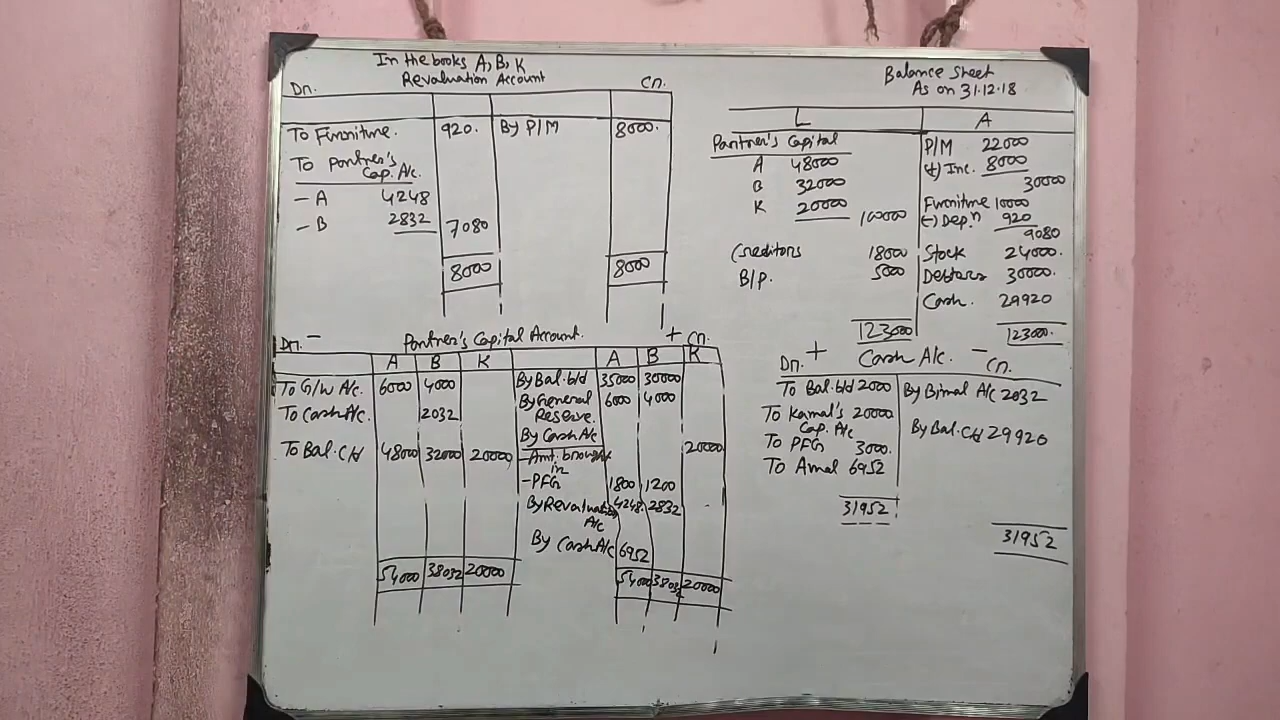 In the books A, B, K
Revaluation Account
Dr. Cr.
To Furniture. 920. By P/M 8000.
To Partner's
Cap. A/c.
- A 4248
- B 2832 7080
8000 8000
Balance Sheet
As on 31.12.18
L A
Partner's Capital P/M 22000
A 48000 (+) Inc. 8000
B 32000 30000
K 20000 100000 Furniture 10000
(-) Depn 920
9080
Creditors 18000 Stock 24000.
B/P. 5000 Debtors 30000.
Cash. 29920
123000 123000.
Dr. - Partner's Capital Account. + Cr.
A B K A B K
To G/W A/c. 6000 4000 By Bal. b/d 35000 30000
To Cash A/c. 2032 By General 6000 4000
Reserve.
By Cash A/c
To Bal. C/d 48000 32000 20000 - Amt. brought 20000
in
- PFG 1800 1200
By Revaluation 4248 2832
A/c
By Cash A/c 6952
54000 38032 20000 54000 38032 20000
Dr. + Cash A/c. - Cr.
To Bal. b/d 2000 By Bimal A/c 2032
To Kamal's 20000
Cap. A/c By Bal. C/d 29920
To PFG 3000.
To Amal 6952
31952
31952